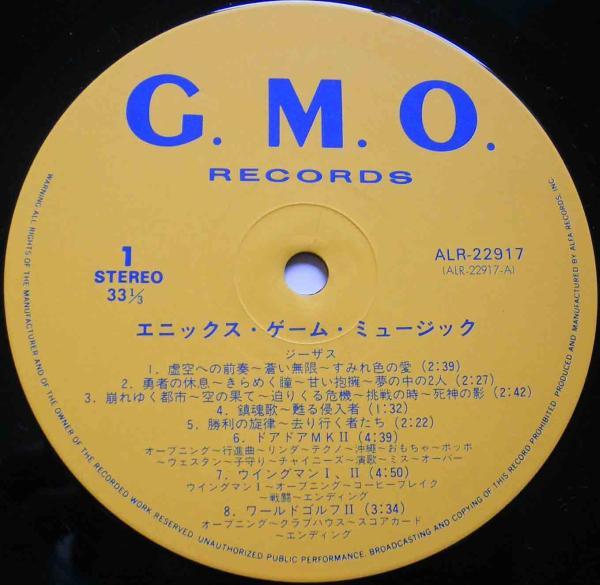 G. M. O.
RECORDS
1
STEREO
33 1/3
ALR-22917
(ALR-22917-A)
エニックス・ゲーム・ミュージック
ジーザス
1. 虚空への前奏〜蒼い無限〜すみれ色の愛 (2:39)
2. 勇者の休息〜きらめく瞳〜甘い抱擁〜夢の中の2人 (2:27)
3. 崩れゆく都市〜空の果て〜迫りくる危機〜挑戦の時〜死神の影 (2:42)
4. 鎮魂歌〜甦る侵入者 (1:32)
5. 勝利の旋律〜去り行く者たち (2:22)
6. ドアドアMKⅡ (4:39)
オープニング〜行進曲〜リンダ〜テクノ〜沖縄〜おもちゃ〜ポッポ
〜ウェスタン〜子守り〜チャイニーズ〜演歌〜ミス〜オーバー
7. ウイングマンⅠ、Ⅱ (4:50)
ウイングマンⅠ〜オープニング〜コーヒーブレイク
〜戦闘〜エンディング
8. ワールドゴルフⅡ (3:34)
オープニング〜クラブハウス〜スコアカード
〜エンディング
WARNING: ALL RIGHTS OF THE MANUFACTURER AND OF THE OWNER OF THE RECORDED WORK RESERVED. UNAUTHORIZED PUBLIC PERFORMANCE, BROADCASTING AND COPYING OF THIS RECORD PROHIBITED. PRODUCED AND MANUFACTURED BY ALFA RECORDS, INC.